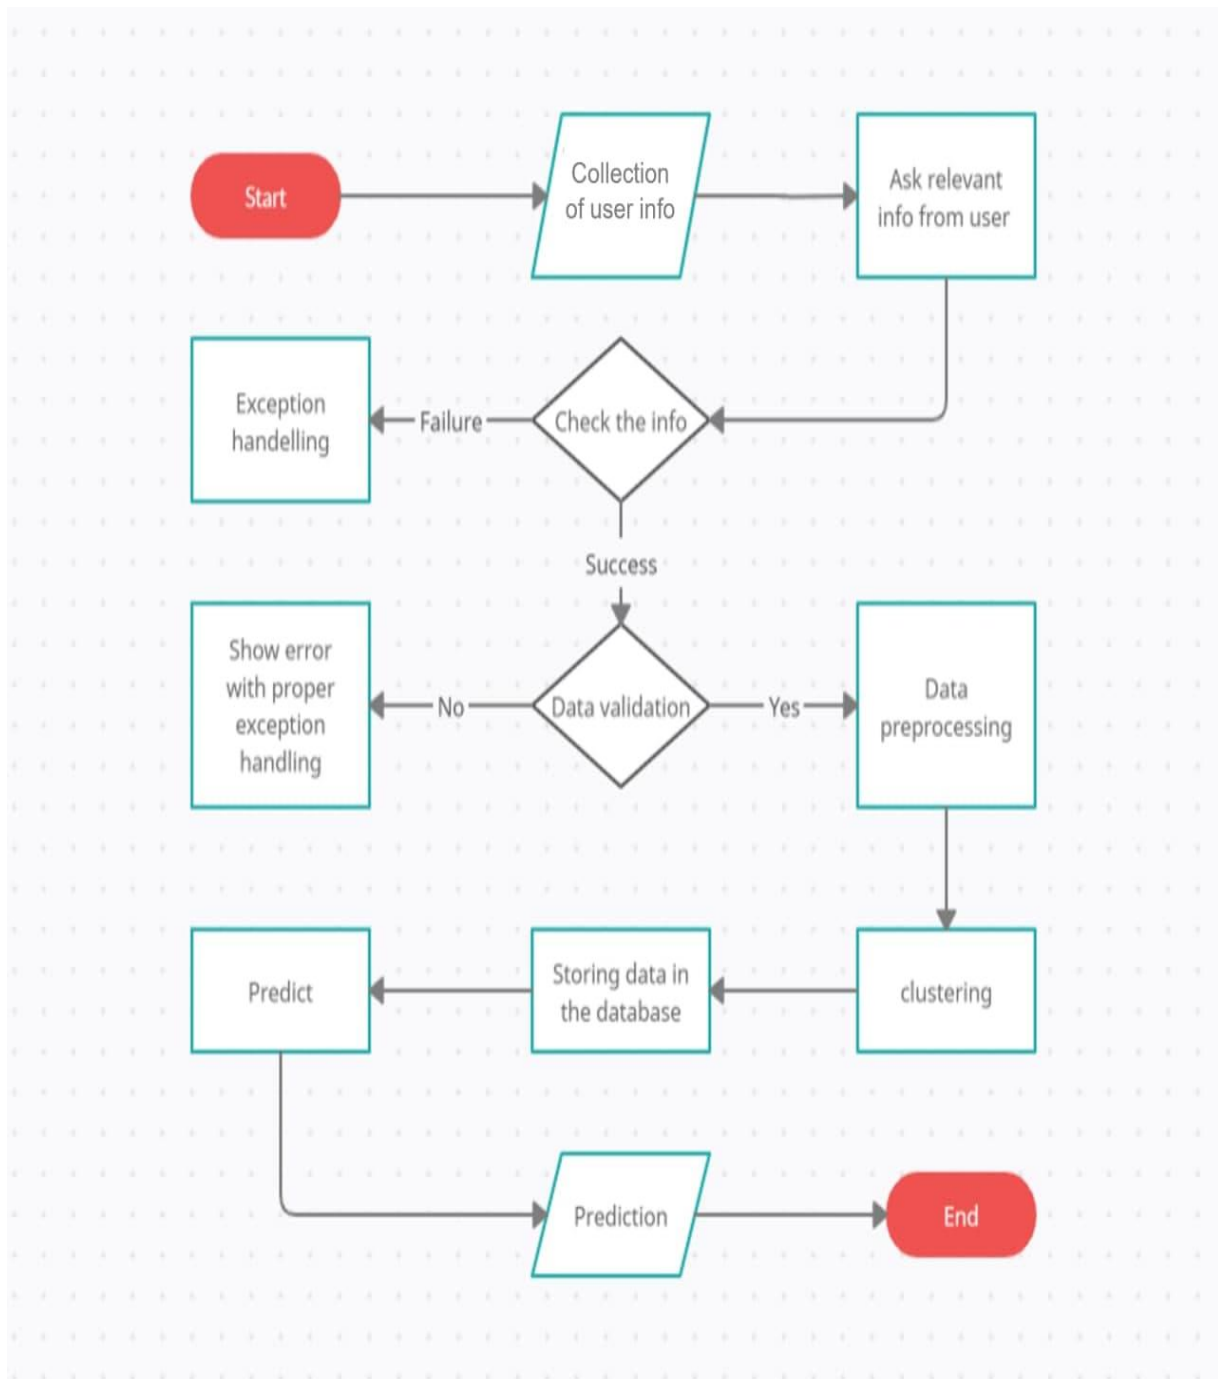 Start
Collection
of user info
Ask relevant
info from user
Exception
handelling
Failure
Check the info
Success
Show error
with proper
exception
handling
No
Data validation
Yes
Data
preprocessing
Predict
Storing data in
the database
clustering
Prediction
End